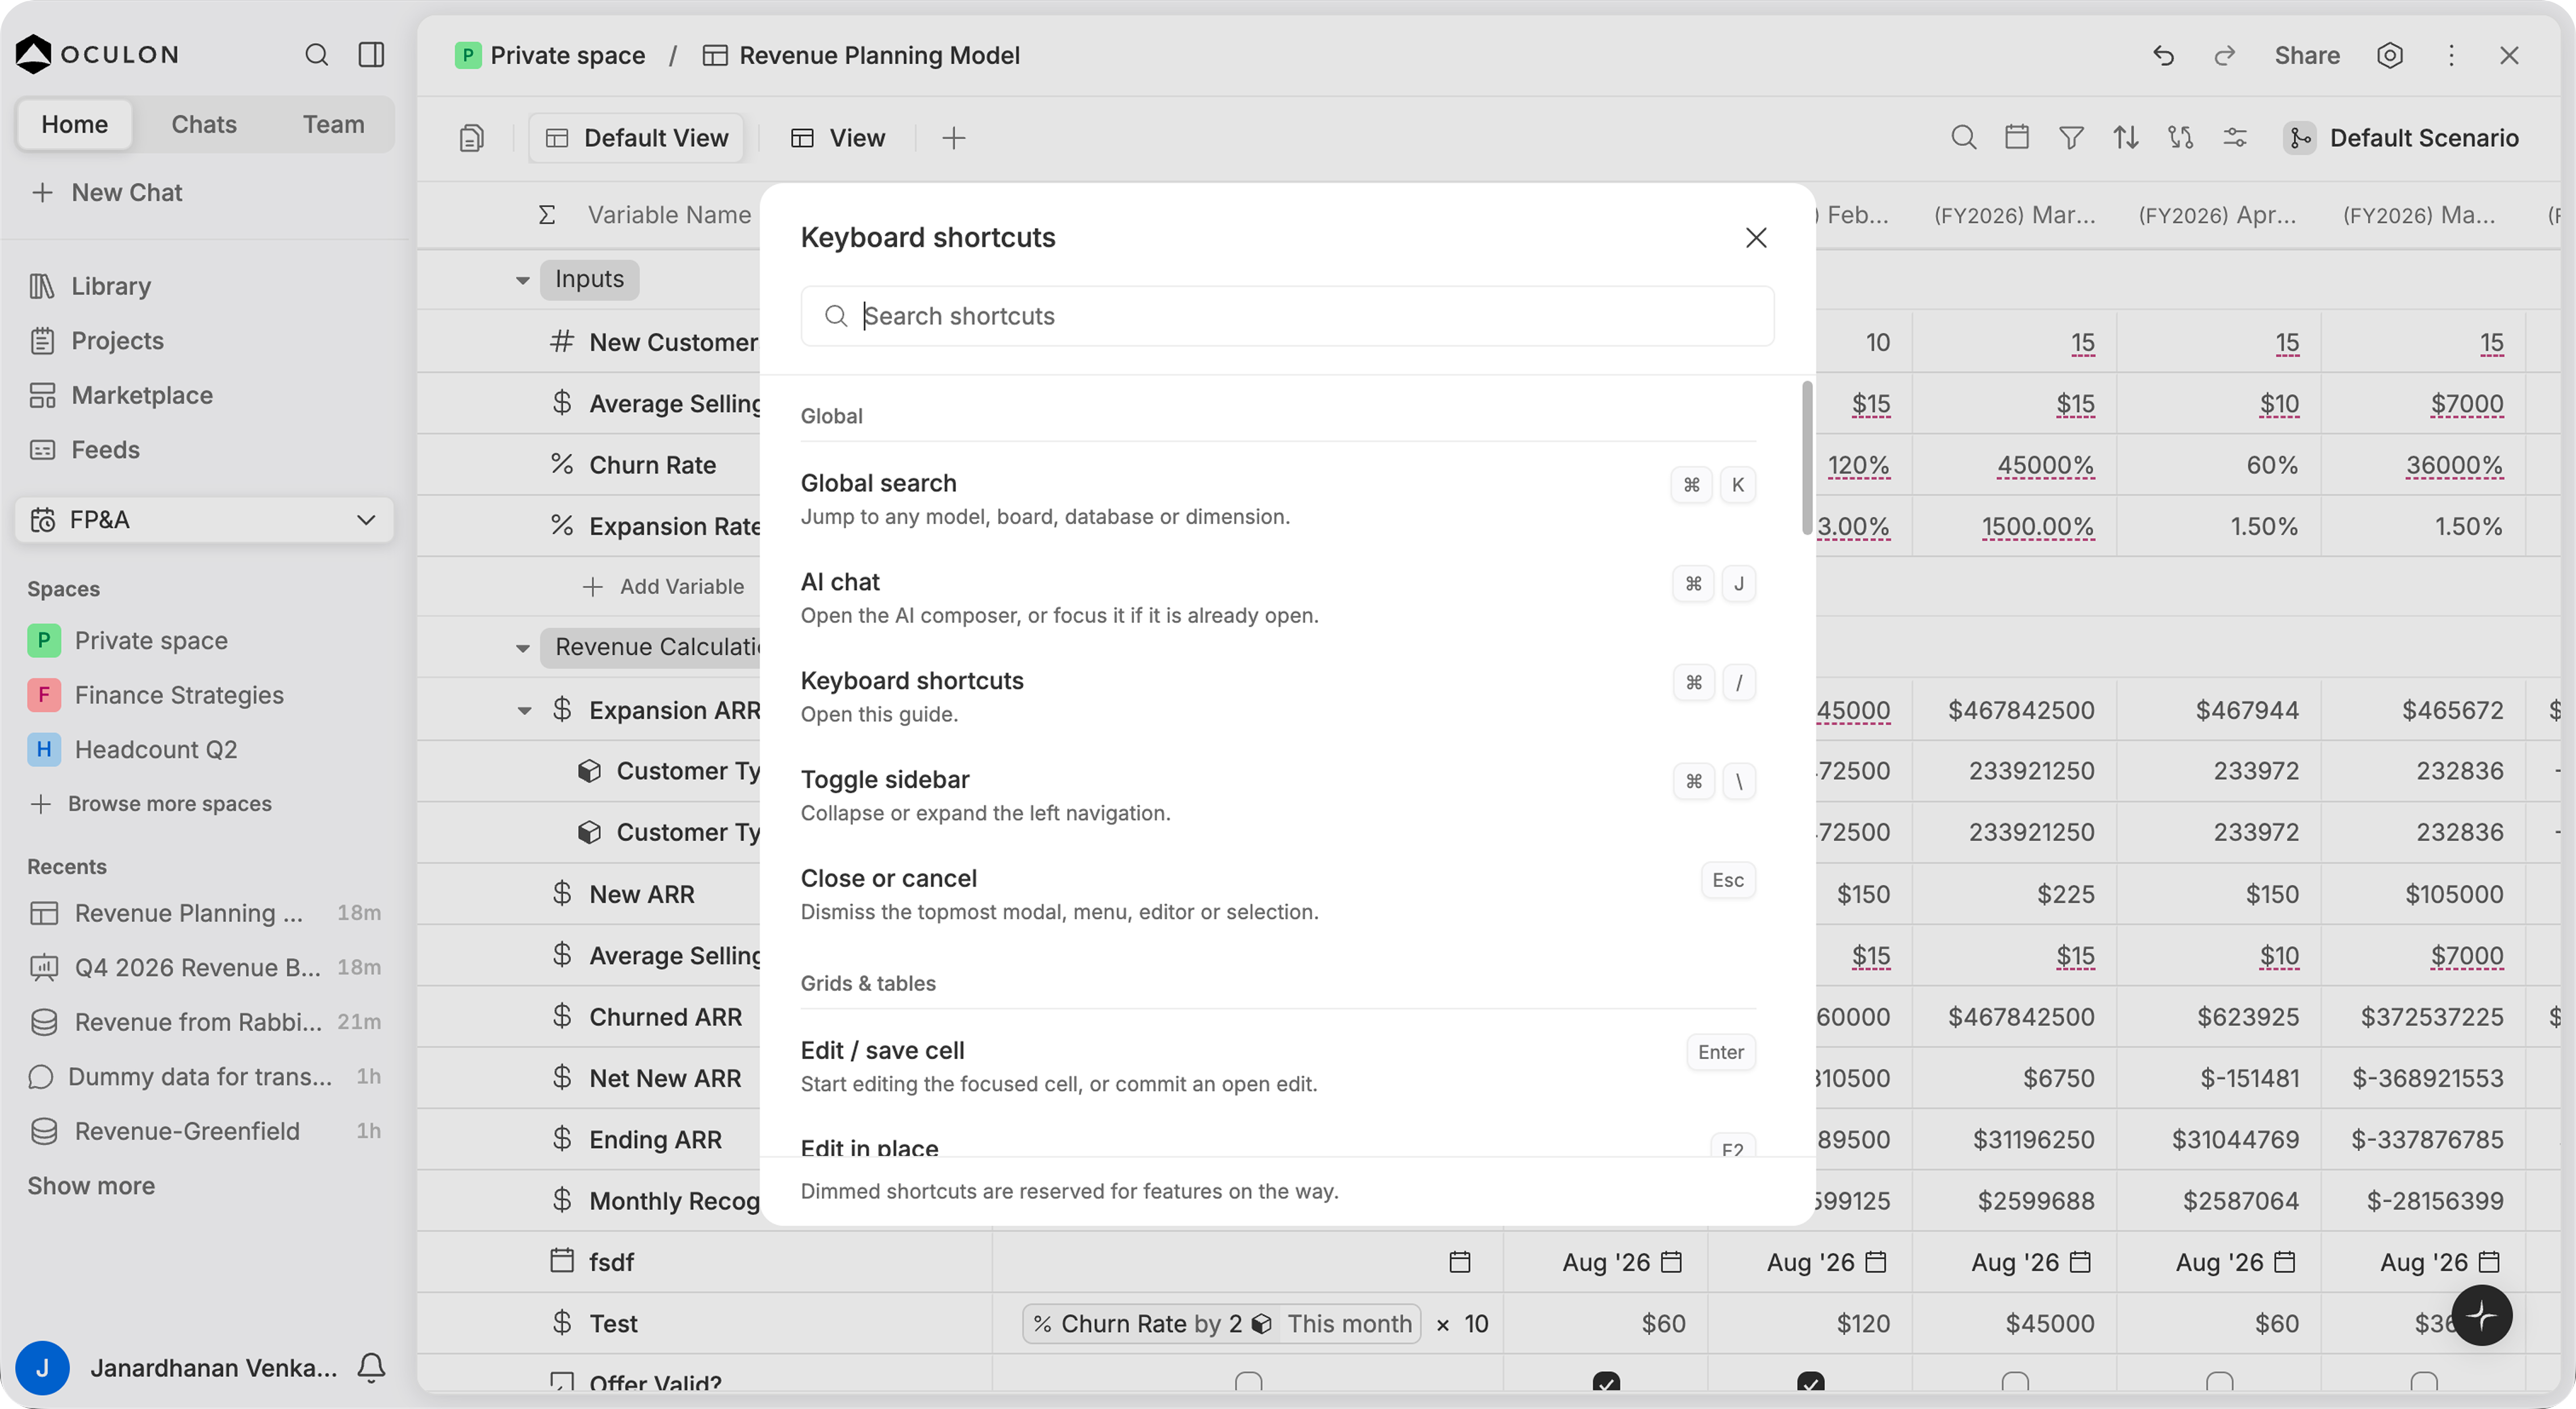 OCULON
Home
Chats
Team
New Chat
Library
Projects
Marketplace
Feeds
FP&A
Spaces
P Private space
F Finance Strategies
H Headcount Q2
Browse more spaces
Recents
Revenue Planning ... 18m
Q4 2026 Revenue B... 18m
Revenue from Rabbi... 21m
Dummy data for trans... 1h
Revenue-Greenfield 1h
Show more
J Janardhanan Venka...
P Private space / Revenue Planning Model
Share
Default View
View
Default Scenario
Σ Variable Name
) Feb... (FY2026) Mar... (FY2026) Apr... (FY2026) Ma...
Inputs
# New Customer 10 15 15 15
$ Average Selling $15 $15 $10 $7000
% Churn Rate 120% 45000% 60% 36000%
% Expansion Rate 3.00% 1500.00% 1.50% 1.50%
Add Variable
Revenue Calculati
$ Expansion ARR 45000 $467842500 $467944 $465672 $
Customer Ty 72500 233921250 233972 232836 -
Customer Ty 72500 233921250 233972 232836 -
$ New ARR $150 $225 $150 $105000
$ Average Selling $15 $15 $10 $7000
$ Churned ARR 60000 $467842500 $623925 $372537225 $
$ Net New ARR 310500 $6750 $-151481 $-368921553
$ Ending ARR 89500 $31196250 $31044769 $-337876785
$ Monthly Recog 599125 $2599688 $2587064 $-28156399
fsdf Aug '26 Aug '26 Aug '26 Aug '26 Aug '26
$ Test % Churn Rate by 2 This month × 10 $60 $120 $45000 $60 $36
Offer Valid?
Keyboard shortcuts
Search shortcuts
Global
Global search ⌘ K
Jump to any model, board, database or dimension.
AI chat ⌘ J
Open the AI composer, or focus it if it is already open.
Keyboard shortcuts ⌘ /
Open this guide.
Toggle sidebar ⌘ \
Collapse or expand the left navigation.
Close or cancel Esc
Dismiss the topmost modal, menu, editor or selection.
Grids & tables
Edit / save cell Enter
Start editing the focused cell, or commit an open edit.
Edit in place F2
Dimmed shortcuts are reserved for features on the way.